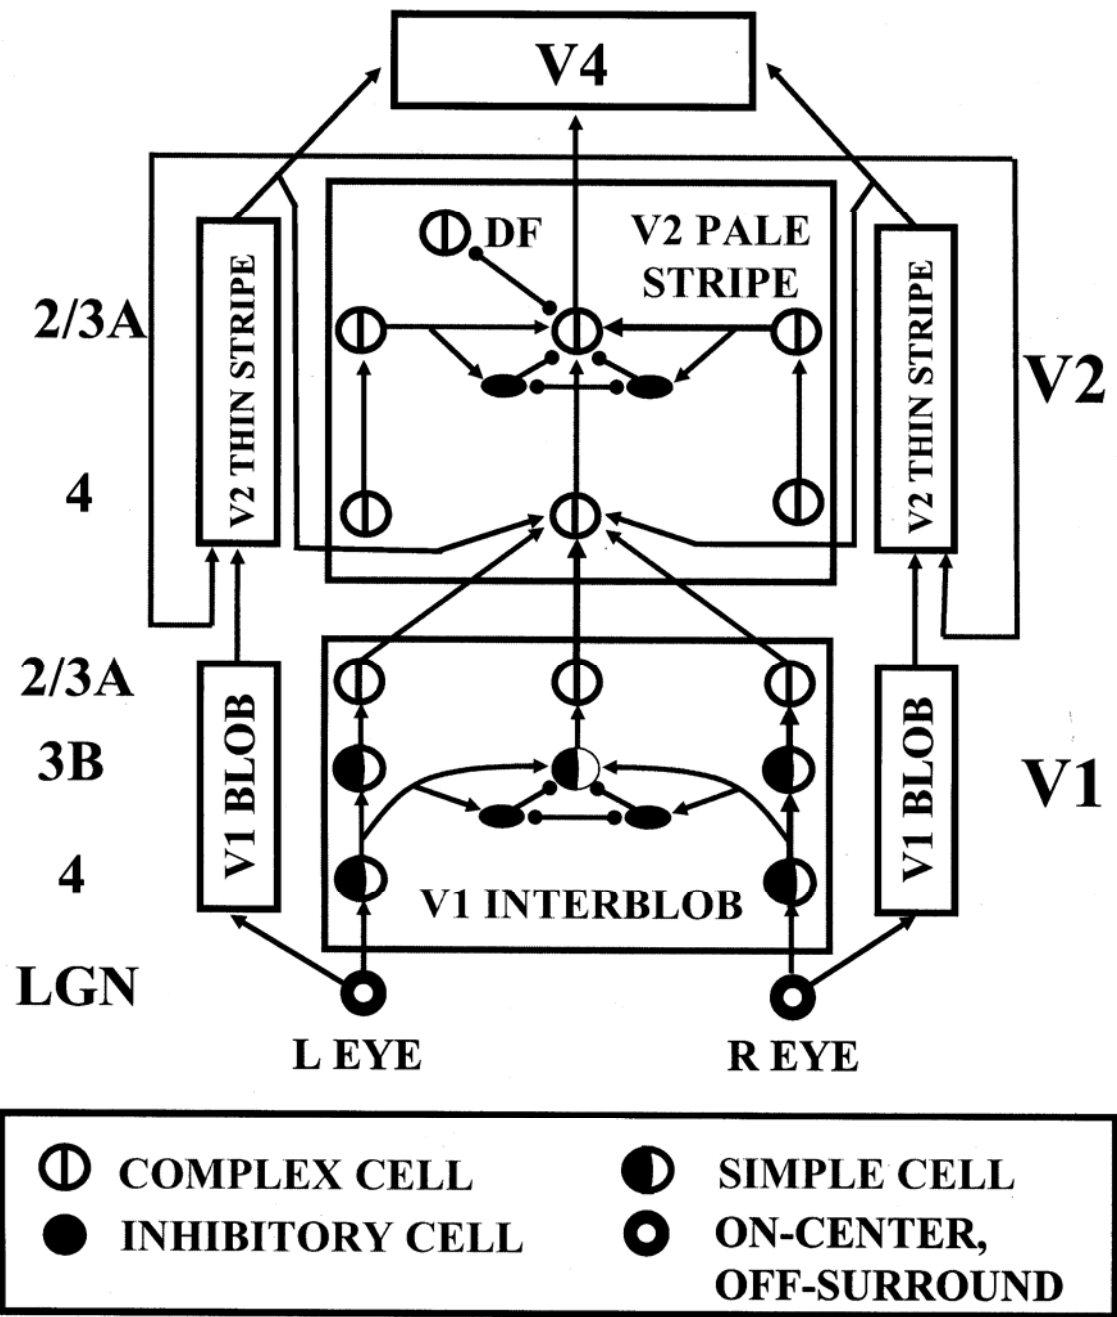 V4
DF
V2 PALE
STRIPE
2/3A
V2 THIN STRIPE
V2 THIN STRIPE
V2
4
2/3A
3B
V1 BLOB
V1 BLOB
V1
4
V1 INTERBLOB
LGN
L EYE
R EYE
COMPLEX CELL
SIMPLE CELL
INHIBITORY CELL
ON-CENTER,
OFF-SURROUND